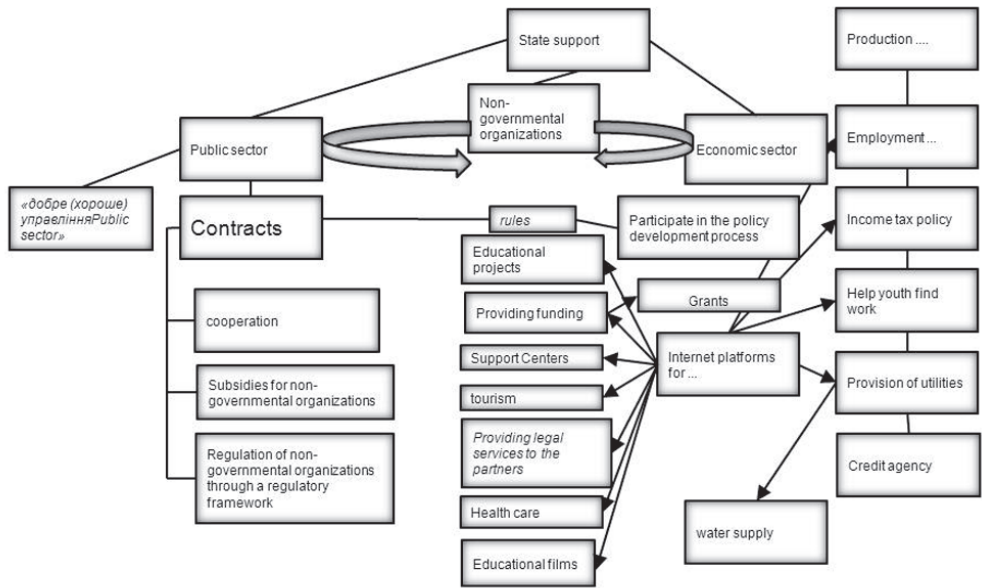 State support
Production ....
Non-
governmental
organizations
Public sector
Economic sector
Employment ...
«добре (хороше)
управлінняPublic
sector»
Contracts
rules
Participate in the policy
development process
Income tax policy
Educational
projects
Grants
Help youth find
work
cooperation
Providing funding
Support Centers
Internet platforms
for ...
Provision of utilities
Subsidies for non-
governmental organizations
tourism
Providing legal
services to the
partners
Regulation of non-
governmental organizations
through a regulatory
framework
Credit agency
Health care
water supply
Educational films